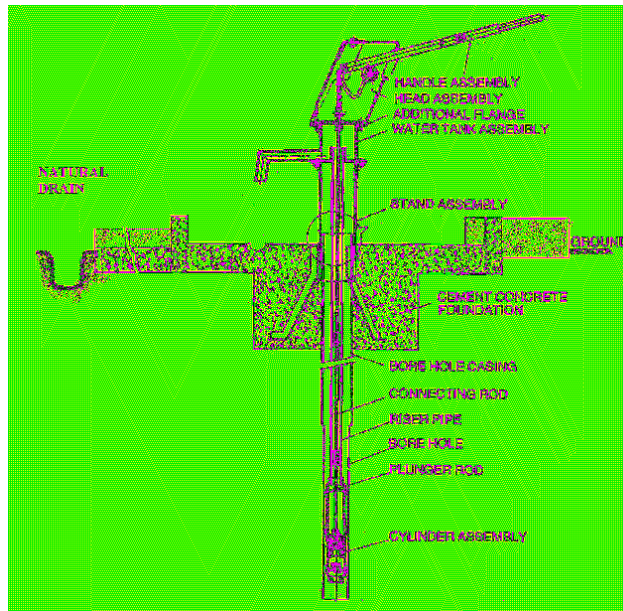 HANDLE ASSEMBLY
HEAD ASSEMBLY
ADDITIONAL FLANGE
WATER TANK ASSEMBLY
NATURAL
DRAIN
STAND ASSEMBLY
GROUND
CEMENT CONCRETE
FOUNDATION
BORE HOLE CASING
CONNECTING ROD
RISER PIPE
BORE HOLE
PLUNGER ROD
CYLINDER ASSEMBLY